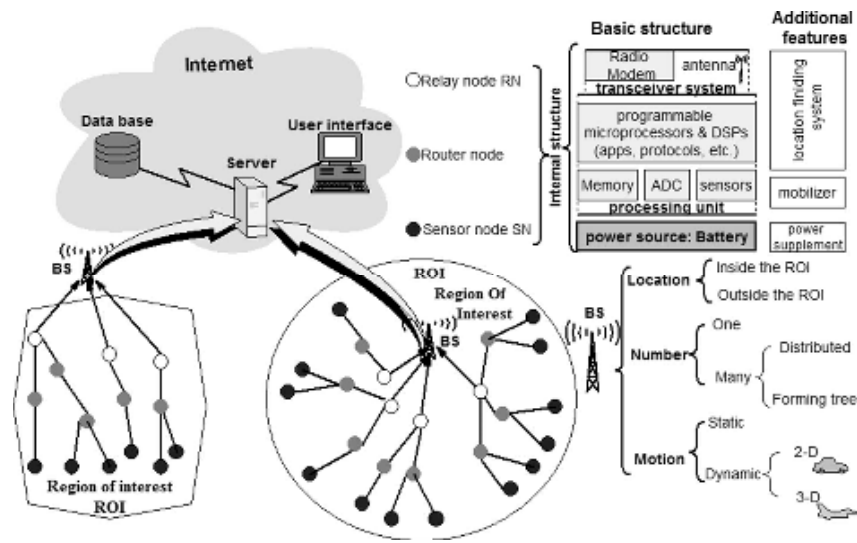 Internet
Data base
User interface
Server
BS
Region of interest
ROI
Relay node RN
Router node
Sensor node SN
ROI
Region Of
Interest
BS
Internal structure
Basic structure
Radio
Modem
antenna
transceiver system
programmable
microprocessors & DSPs
(apps, protocols, etc.)
Memory
ADC
sensors
processing unit
power source: Battery
Additional
features
location finiding
system
mobilizer
power
supplement
BS
Location
Inside the ROI
Outside the ROI
Number
One
Many
Distributed
Forming tree
Motion
Static
Dynamic
2-D
3-D